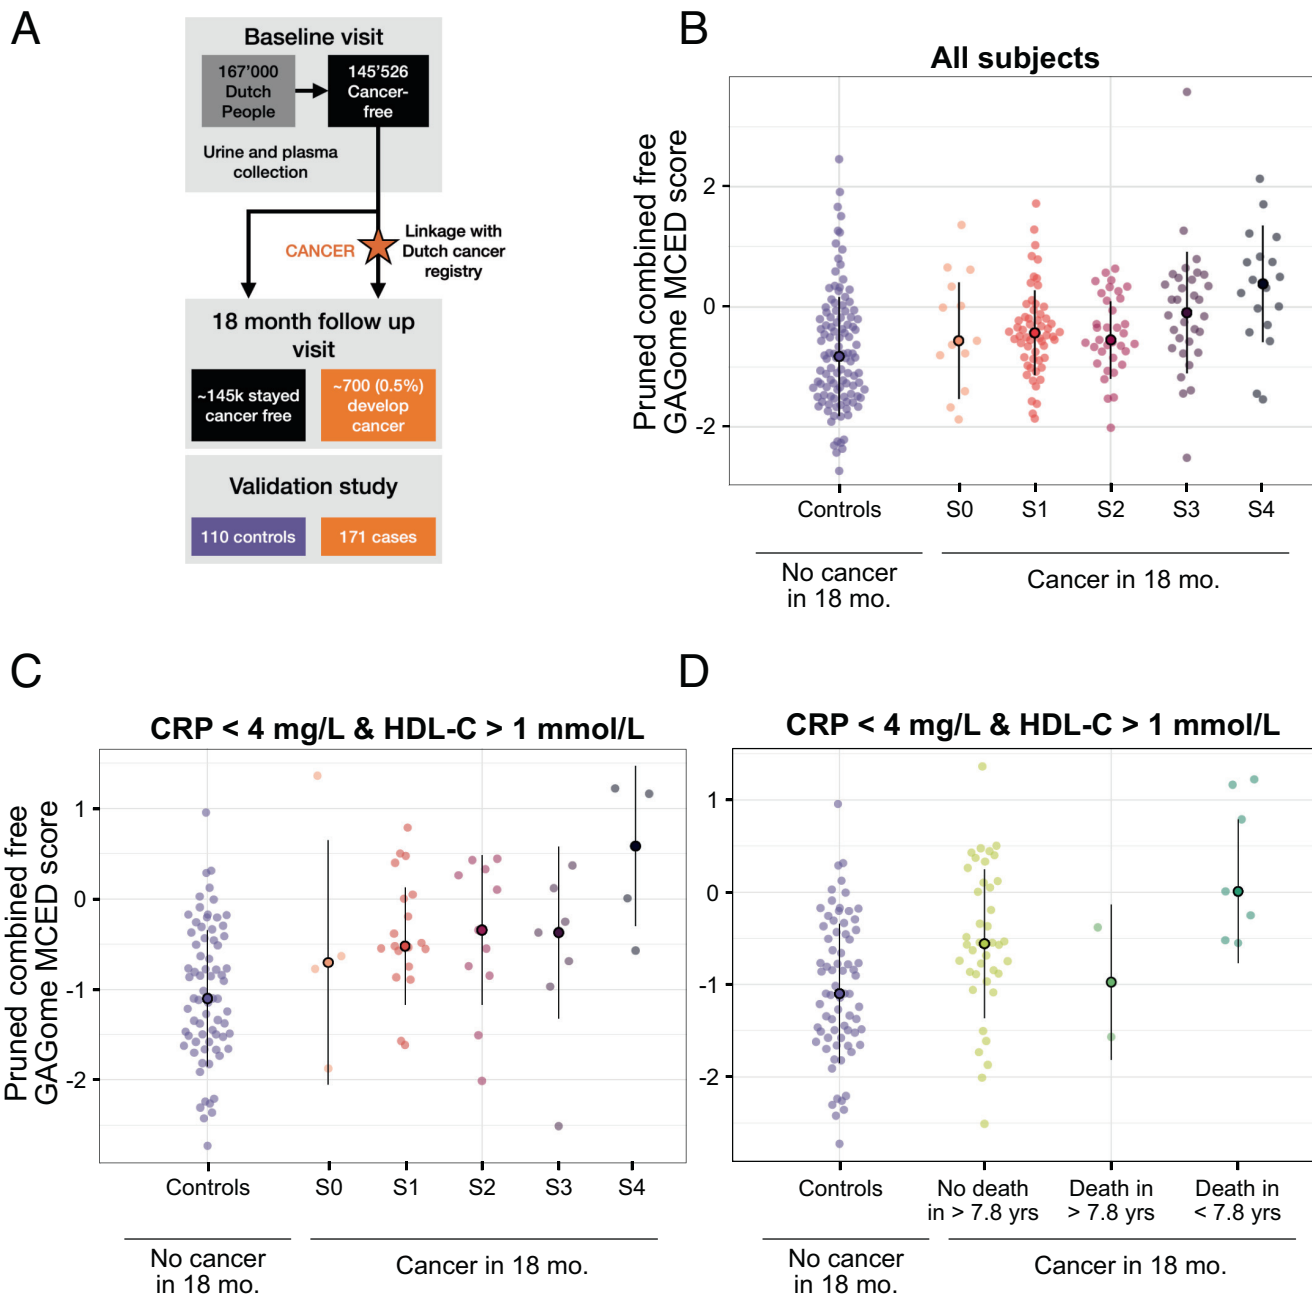 A
Baseline visit
167'000
Dutch
People
145'526
Cancer-
free
Urine and plasma
collection
CANCER
Linkage with
Dutch cancer
registry
18 month follow up
visit
~145k stayed
cancer free
~700 (0.5%)
develop
cancer
Validation study
110 controls
171 cases
B
All subjects
Pruned combined free
GAGome MCED score
2
0
-2
Controls
S0
S1
S2
S3
S4
No cancer
in 18 mo.
Cancer in 18 mo.
C
CRP < 4 mg/L & HDL-C > 1 mmol/L
Pruned combined free
GAGome MCED score
1
0
-1
-2
Controls
S0
S1
S2
S3
S4
No cancer
in 18 mo.
Cancer in 18 mo.
D
CRP < 4 mg/L & HDL-C > 1 mmol/L
1
0
-1
-2
Controls
No death
in > 7.8 yrs
Death in
> 7.8 yrs
Death in
< 7.8 yrs
No cancer
in 18 mo.
Cancer in 18 mo.